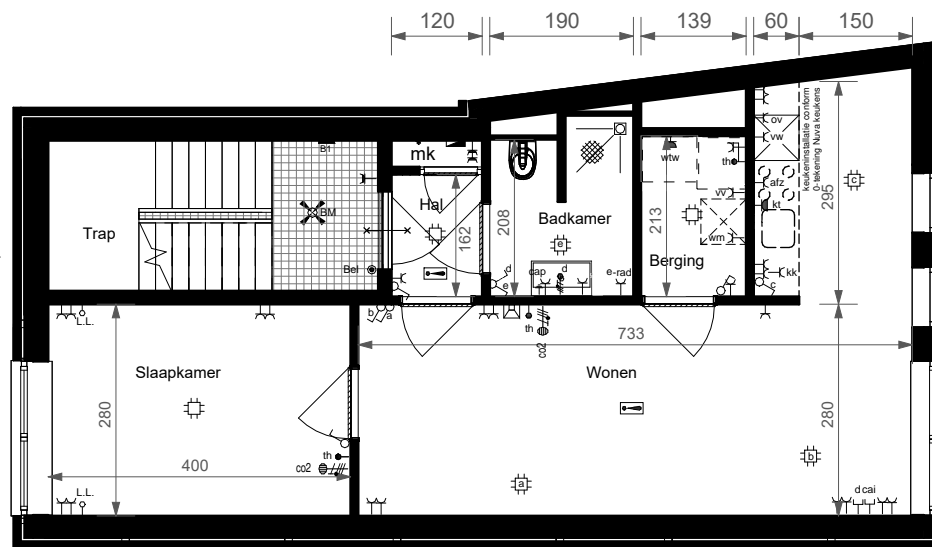 120
190
139
60
150
mk
B1
BM
Bel
Trap
Hal
162
208
Badkamer
e
d
e
cap
d
e-rad
213
wtw
th
vv
wm
Berging
ov
vw
afz
kt
kk
c
keukeninstallatie conform
0-tekening Nuva keukens
295
c
L.L.
b
a
th
co2
733
Slaapkamer
Wonen
280
280
400
th
co2
L.L.
a
b
d
cai